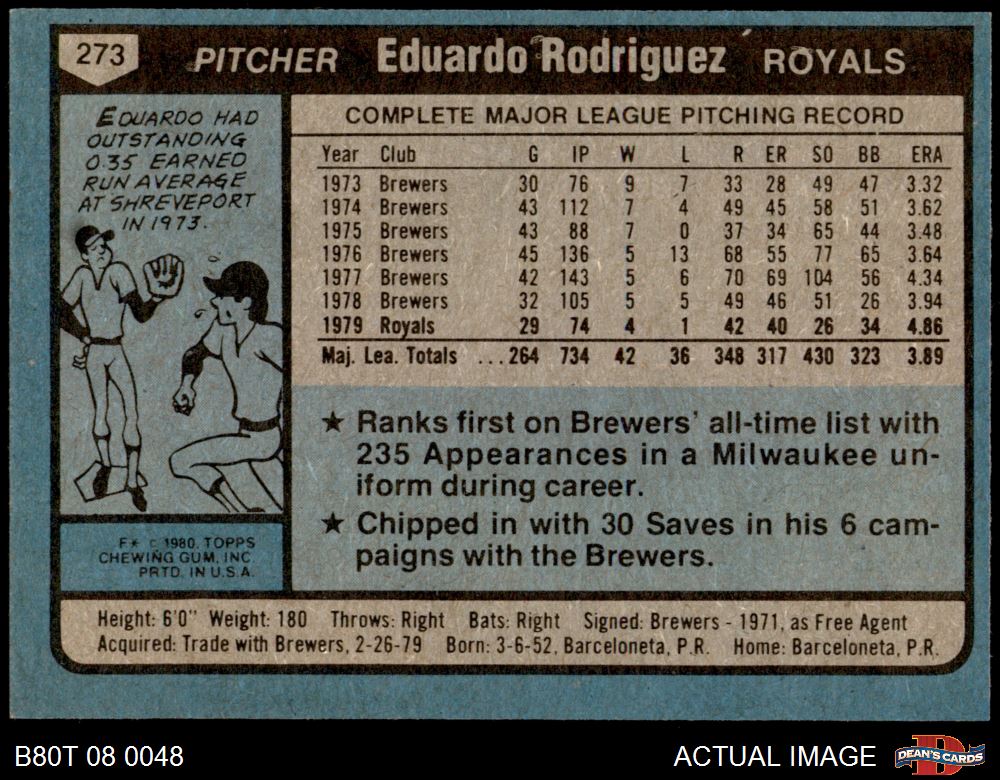 273 PITCHER Eduardo Rodriguez ROYALS
EDUARDO HAD
OUTSTANDING
0.35 EARNED
RUN AVERAGE
AT SHREVEPORT
IN 1973.
F* © 1980, TOPPS
CHEWING GUM, INC
PRTD. IN U.S.A.
COMPLETE MAJOR LEAGUE PITCHING RECORD
Year Club G IP W L R ER SO BB ERA
1973 Brewers 30 76 9 7 33 28 49 47 3.32
1974 Brewers 43 112 7 4 49 45 58 51 3.62
1975 Brewers 43 88 7 0 37 34 65 44 3.48
1976 Brewers 45 136 5 13 68 55 77 65 3.64
1977 Brewers 42 143 5 6 70 69 104 56 4.34
1978 Brewers 32 105 5 5 49 46 51 26 3.94
1979 Royals 29 74 4 1 42 40 26 34 4.86
Maj. Lea. Totals ...264 734 42 36 348 317 430 323 3.89
★ Ranks first on Brewers' all-time list with
235 Appearances in a Milwaukee un-
iform during career.
★ Chipped in with 30 Saves in his 6 cam-
paigns with the Brewers.
Height: 6'0" Weight: 180 Throws: Right Bats: Right Signed: Brewers - 1971, as Free Agent
Acquired: Trade with Brewers, 2-26-79 Born: 3-6-52, Barceloneta, P.R. Home: Barceloneta, P.R.
B80T 08 0048 ACTUAL IMAGE D DEAN'S CARDS